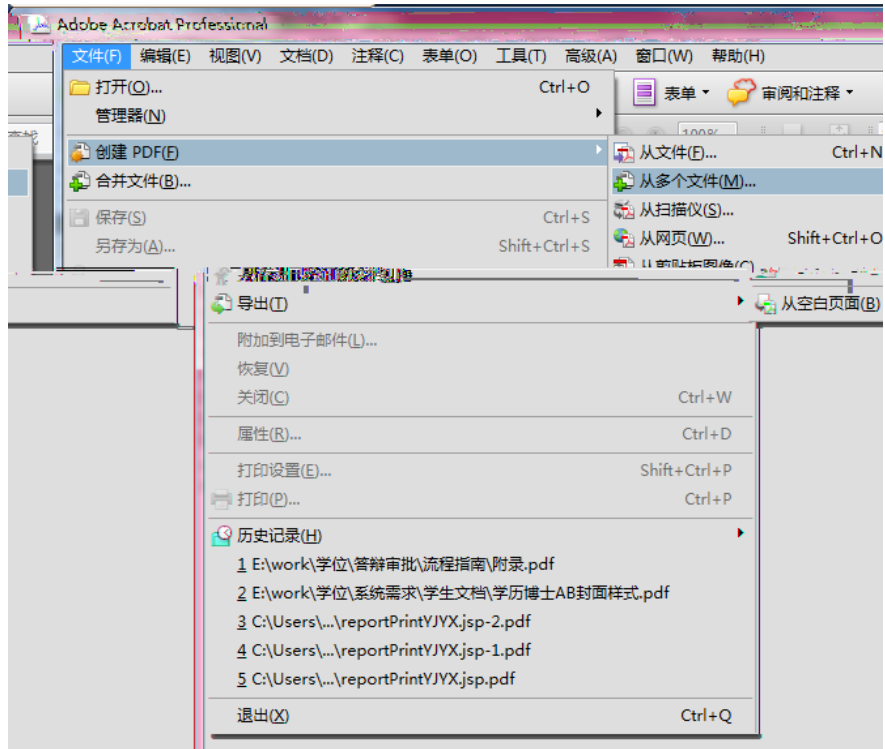 Adobe Acrobat Professional
文件(F) 编辑(E) 视图(V) 文档(D) 注释(C) 表单(O) 工具(T) 高级(A) 窗口(W) 帮助(H)
打开(O)... Ctrl+O
表单 审阅和注释
管理器(N)
100%
创建 PDF(F) 从文件(F)... Ctrl+N
合并文件(B)... 从多个文件(M)...
保存(S) Ctrl+S 从扫描仪(S)...
另存为(A)... Shift+Ctrl+S 从网页(W)... Shift+Ctrl+O
从剪贴板图像(C)
导出(T) 从空白页面(B)
附加到电子邮件(L)...
恢复(V)
关闭(C) Ctrl+W
属性(R)... Ctrl+D
打印设置(E)... Shift+Ctrl+P
打印(P)... Ctrl+P
历史记录(H)
1 E:\work\学位\答辩审批\流程指南\附录.pdf
2 E:\work\学位\系统需求\学生文档\学历博士AB封面样式.pdf
3 C:\Users\...\reportPrintYJYX.jsp-2.pdf
4 C:\Users\...\reportPrintYJYX.jsp-1.pdf
5 C:\Users\...\reportPrintYJYX.jsp.pdf
退出(X) Ctrl+Q